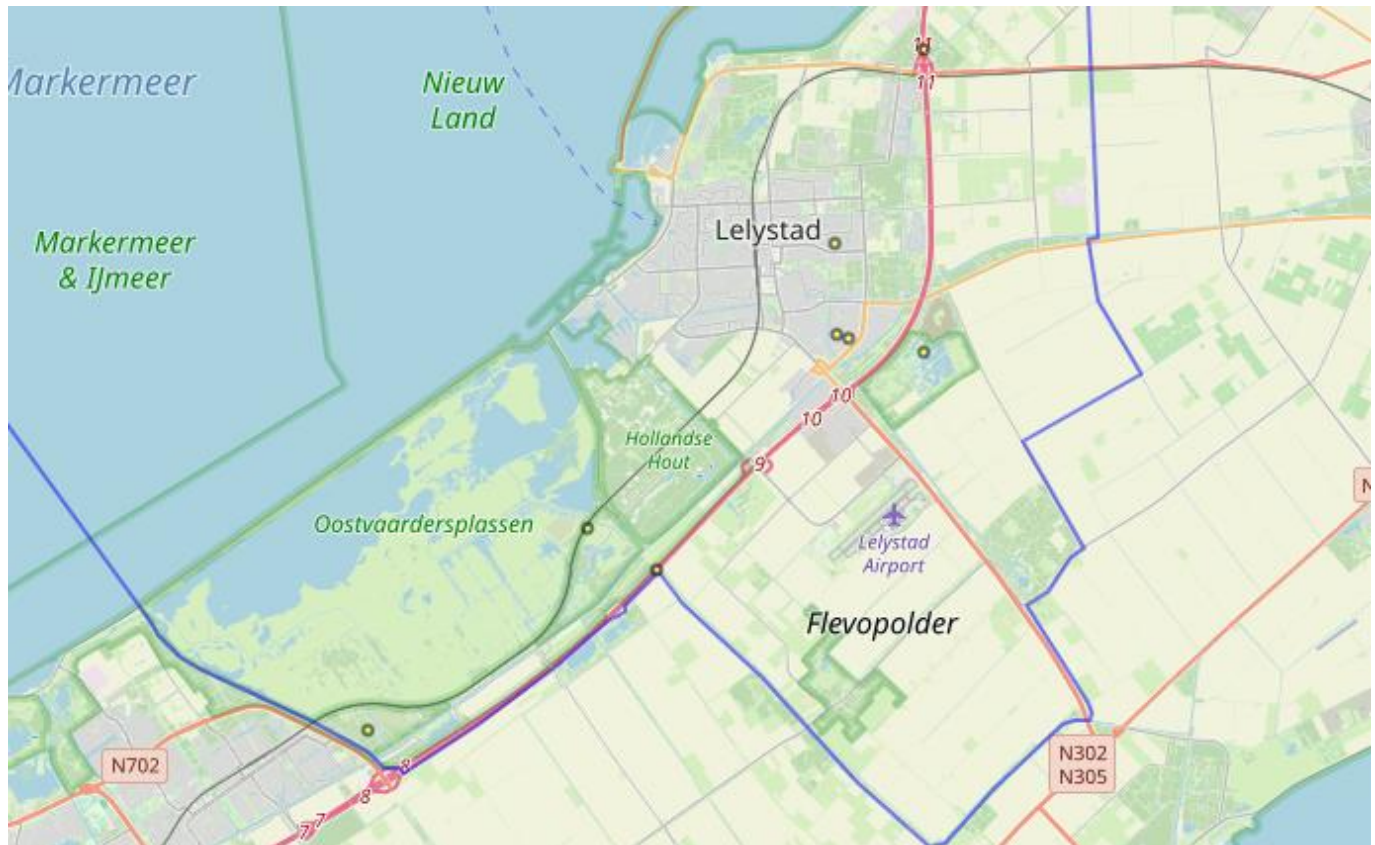 Markermeer
Nieuw
Land
11
11
Markermeer
& IJmeer
Lelystad
10
10
9
Hollandse
Hout
N
Oostvaardersplassen
Lelystad
Airport
Flevopolder
N702
8
8
7
7
N302
N305